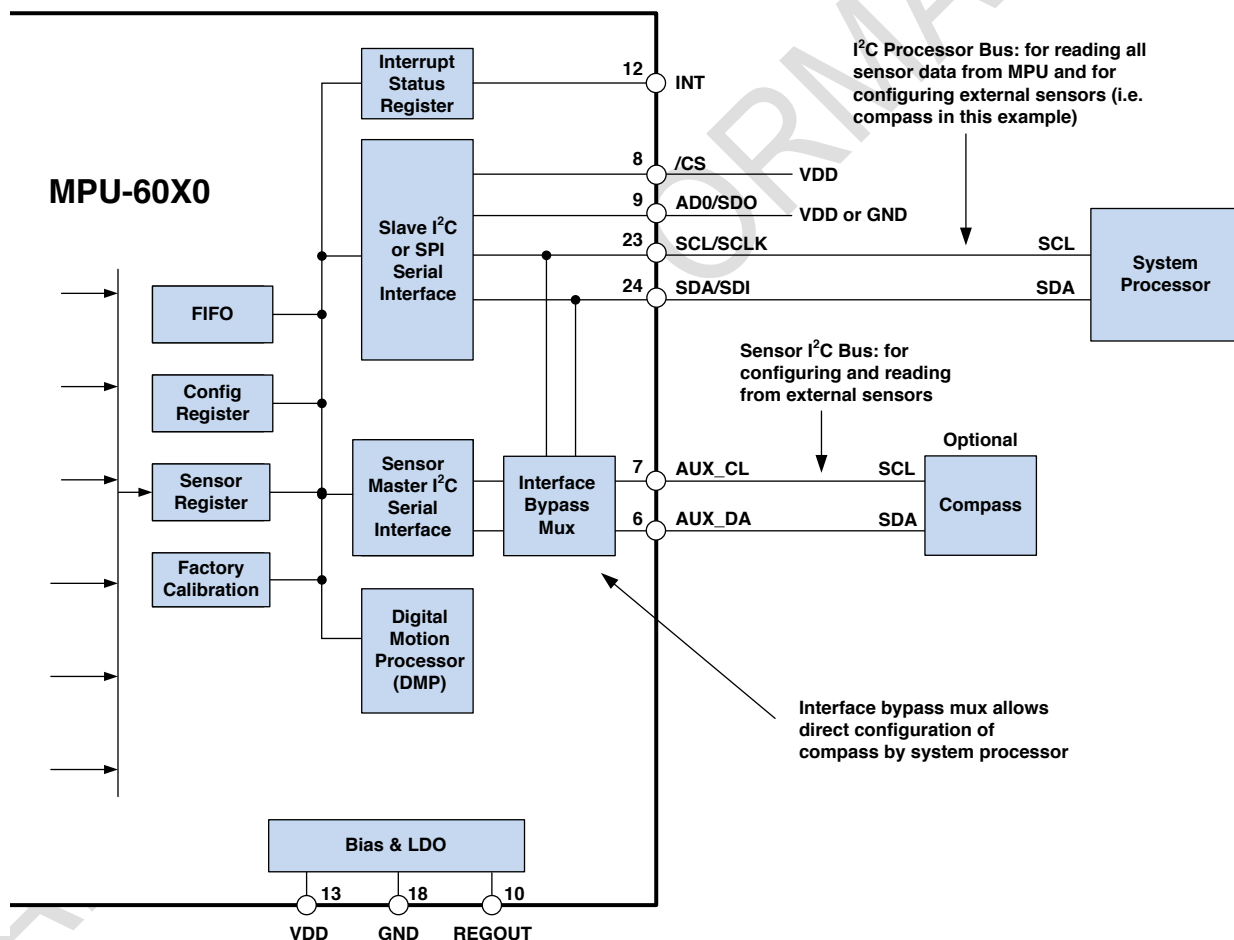 Interrupt
Status
Register
12
INT
I²C Processor Bus: for reading all
sensor data from MPU and for
configuring external sensors (i.e.
compass in this example)
MPU-60X0
Slave I²C
or SPI
Serial
Interface
8
/CS
VDD
9
AD0/SDO
VDD or GND
23
SCL/SCLK
SCL
24
SDA/SDI
SDA
System
Processor
FIFO
Config
Register
Sensor
Register
Factory
Calibration
Sensor I²C Bus: for
configuring and reading
from external sensors
Sensor
Master I²C
Serial
Interface
Interface
Bypass
Mux
7
AUX_CL
SCL
6
AUX_DA
SDA
Optional
Compass
Digital
Motion
Processor
(DMP)
Interface bypass mux allows
direct configuration of
compass by system processor
Bias & LDO
13
18
10
VDD
GND
REGOUT